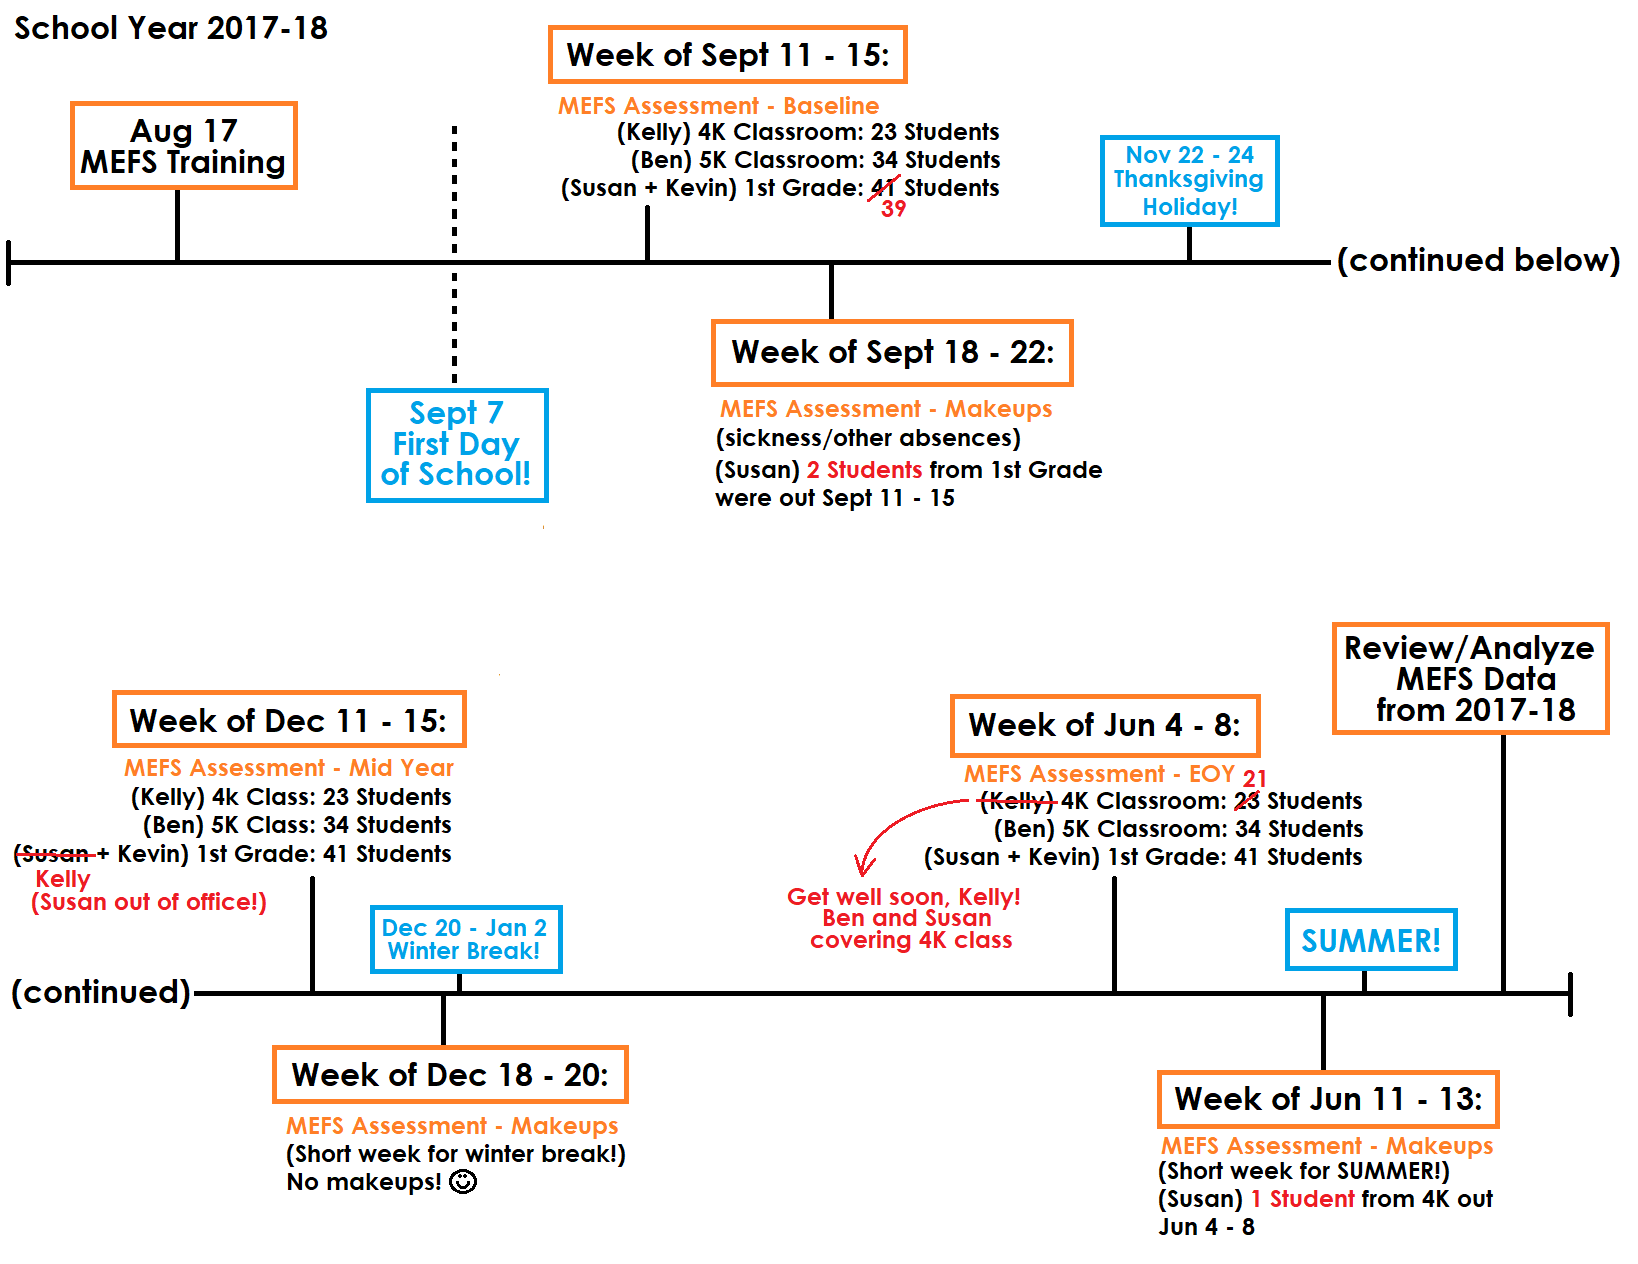 School Year 2017-18
Week of Sept 11 - 15:
MEFS Assessment - Baseline
(Kelly) 4K Classroom: 23 Students
(Ben) 5K Classroom: 34 Students
(Susan + Kevin) 1st Grade: 41 Students
39
Aug 17
MEFS Training
Nov 22 - 24
Thanksgiving
Holiday!
(continued below)
Week of Sept 18 - 22:
MEFS Assessment - Makeups
(sickness/other absences)
(Susan) 2 Students from 1st Grade
were out Sept 11 - 15
Sept 7
First Day
of School!
Review/Analyze
MEFS Data
from 2017-18
Week of Dec 11 - 15:
MEFS Assessment - Mid Year
(Kelly) 4k Class: 23 Students
(Ben) 5K Class: 34 Students
(Susan + Kevin) 1st Grade: 41 Students
Kelly
(Susan out of office!)
Week of Jun 4 - 8:
MEFS Assessment - EOY
21
(Kelly) 4K Classroom: 23 Students
(Ben) 5K Classroom: 34 Students
(Susan + Kevin) 1st Grade: 41 Students
Get well soon, Kelly!
Ben and Susan
covering 4K class
Dec 20 - Jan 2
Winter Break!
SUMMER!
(continued)
Week of Dec 18 - 20:
MEFS Assessment - Makeups
(Short week for winter break!)
No makeups!
Week of Jun 11 - 13:
MEFS Assessment - Makeups
(Short week for SUMMER!)
(Susan) 1 Student from 4K out
Jun 4 - 8